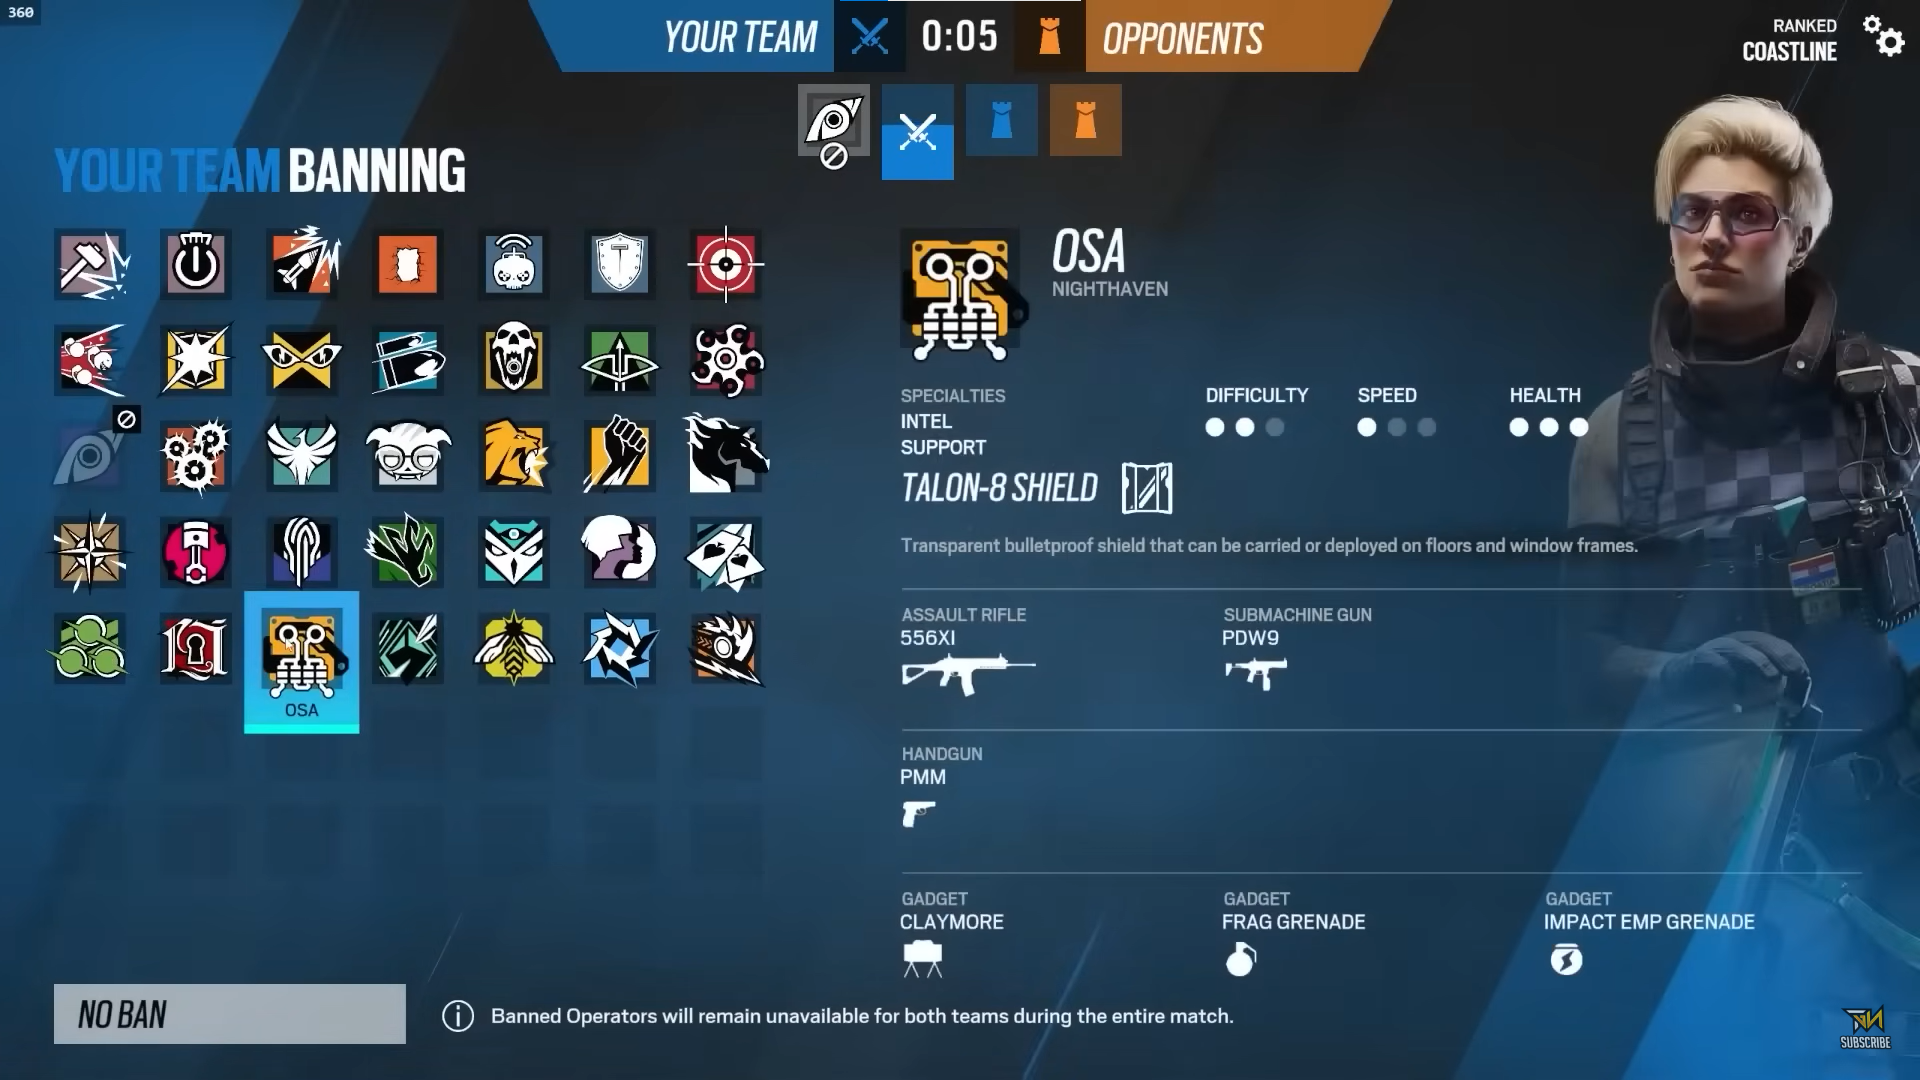 360
YOUR TEAM
0:05
OPPONENTS
RANKED
COASTLINE
YOUR TEAM BANNING
OSA
NIGHTHAVEN
SPECIALTIES
INTEL
SUPPORT
DIFFICULTY
SPEED
HEALTH
TALON-8 SHIELD
Transparent bulletproof shield that can be carried or deployed on floors and window frames.
ASSAULT RIFLE
556XI
SUBMACHINE GUN
PDW9
OSA
HANDGUN
PMM
GADGET
CLAYMORE
GADGET
FRAG GRENADE
GADGET
IMPACT EMP GRENADE
NO BAN
Banned Operators will remain unavailable for both teams during the entire match.
SUBSCRIBE